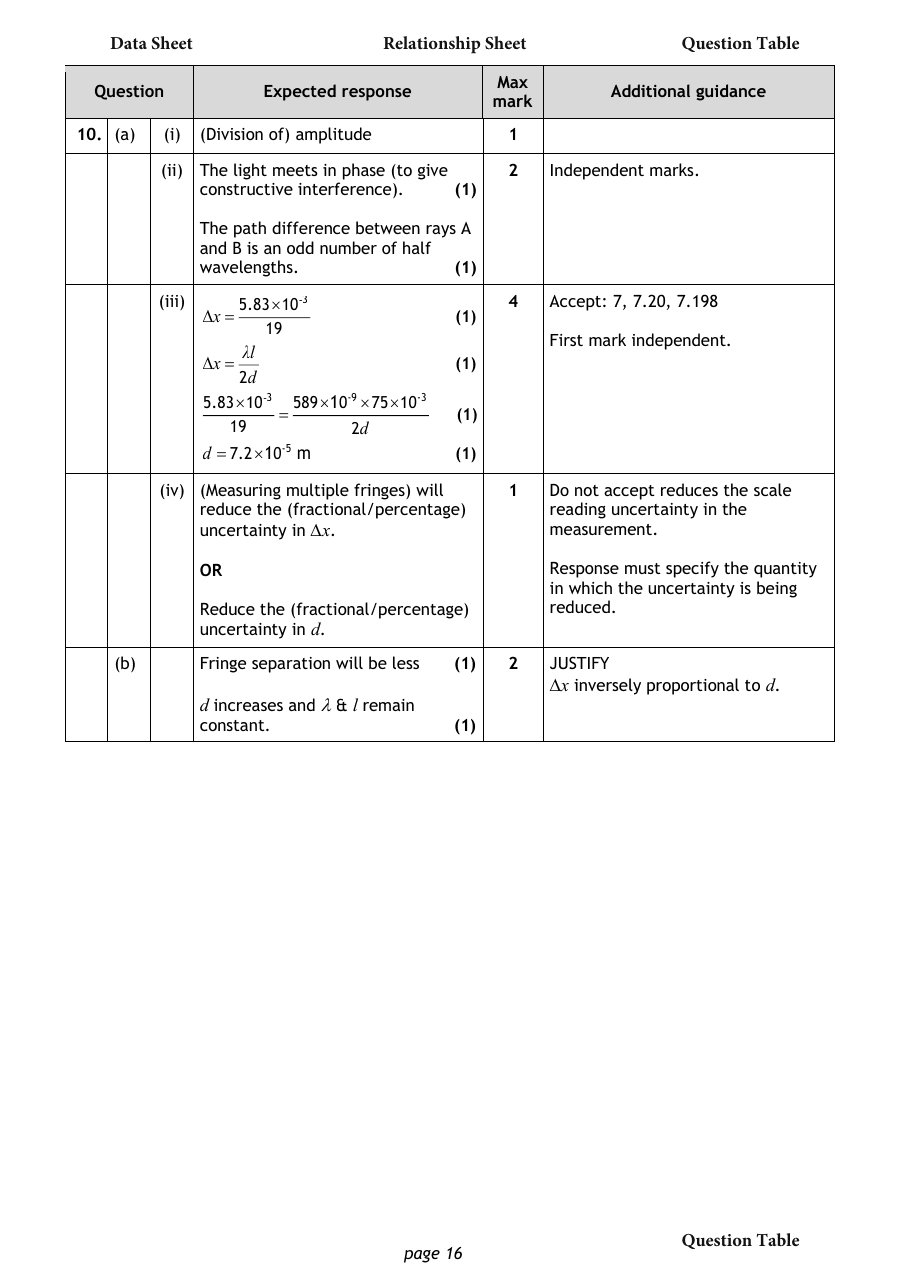 Data Sheet Relationship Sheet Question Table
Question Expected response Max mark Additional guidance
10. (a) (i) (Division of) amplitude 1
(ii) The light meets in phase (to give 2 Independent marks.
constructive interference). (1)
The path difference between rays A
and B is an odd number of half
wavelengths. (1)
(iii) Δx = 5.83×10⁻³ / 19 (1) 4 Accept: 7, 7.20, 7.198
First mark independent.
Δx = λl / 2d (1)
5.83×10⁻³ / 19 = 589×10⁻⁹×75×10⁻³ / 2d (1)
d = 7.2×10⁻⁵ m (1)
(iv) (Measuring multiple fringes) will 1 Do not accept reduces the scale
reduce the (fractional/percentage) reading uncertainty in the
uncertainty in Δx. measurement.
OR Response must specify the quantity
in which the uncertainty is being
Reduce the (fractional/percentage) reduced.
uncertainty in d.
(b) Fringe separation will be less (1) 2 JUSTIFY
Δx inversely proportional to d.
d increases and λ & l remain
constant. (1)
Question Table
page 16